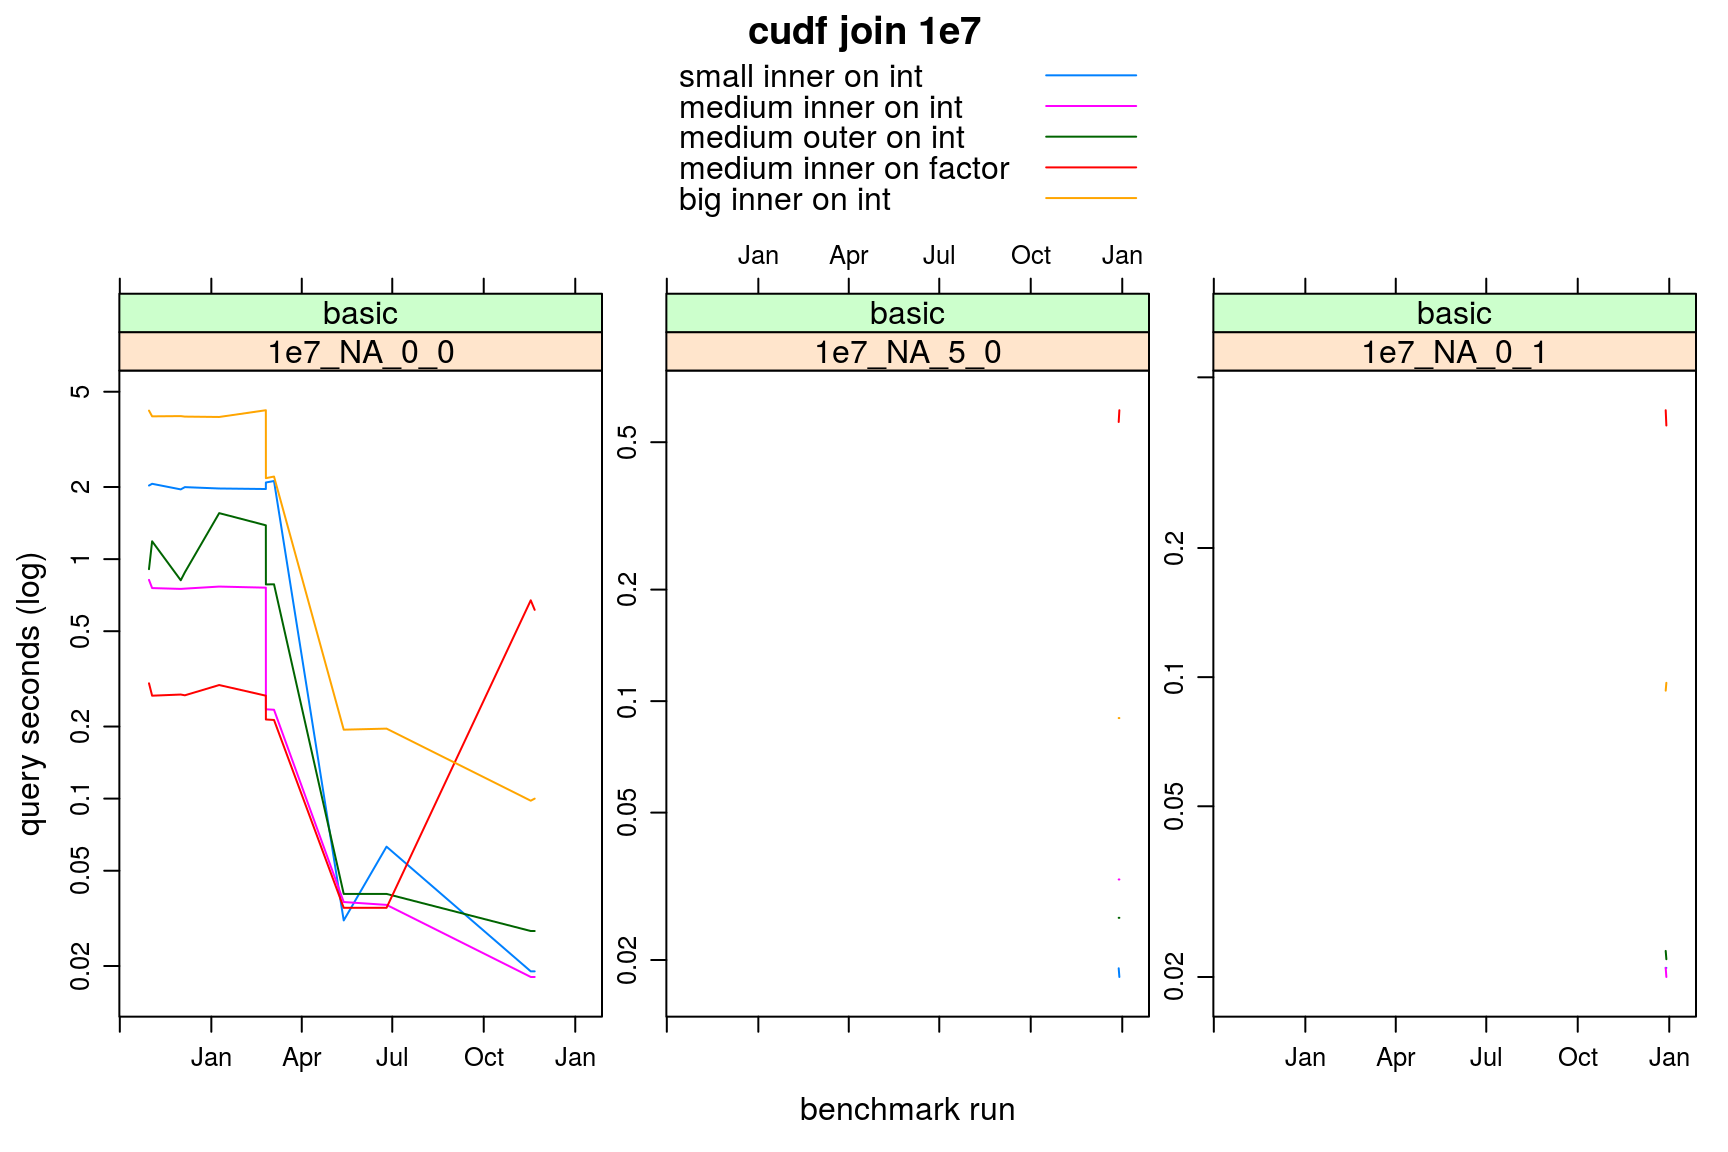 cudf join 1e7
small inner on int
medium inner on int
medium outer on int
medium inner on factor
big inner on int
Jan Apr Jul Oct Jan
basic basic basic
1e7_NA_0_0 1e7_NA_5_0 1e7_NA_0_1
query seconds (log)
5
2
1
0.5
0.2
0.1
0.05
0.02
0.5
0.2
0.1
0.05
0.02
0.2
0.1
0.05
0.02
Jan Apr Jul Oct Jan
Jan Apr Jul Oct Jan
benchmark run